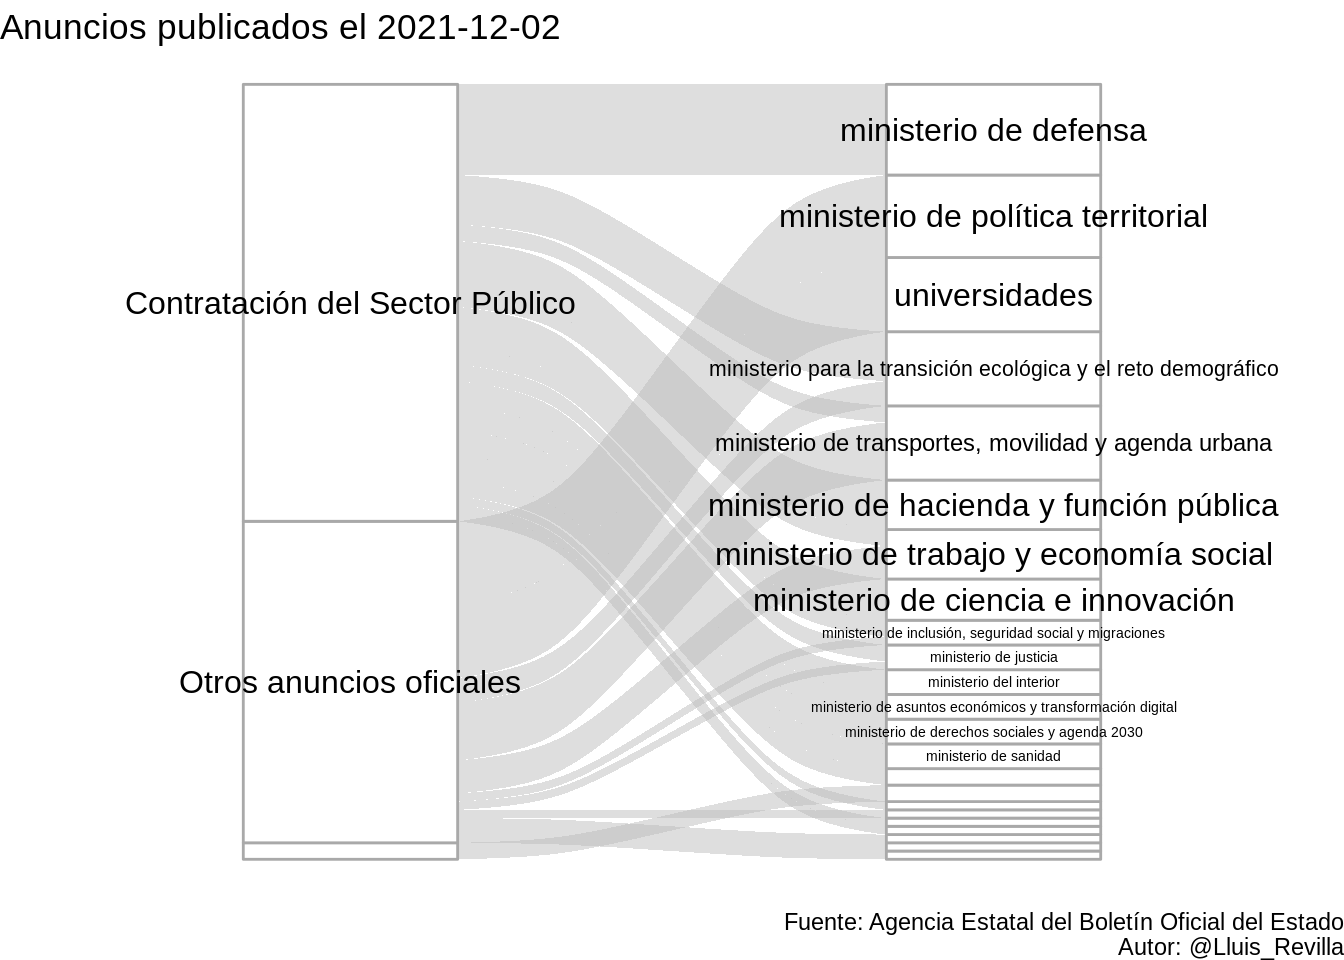 Anuncios publicados el 2021-12-02
Contratación del Sector Público
Otros anuncios oficiales
ministerio de defensa
ministerio de política territorial
universidades
ministerio para la transición ecológica y el reto demográfico
ministerio de transportes, movilidad y agenda urbana
ministerio de hacienda y función pública
ministerio de trabajo y economía social
ministerio de ciencia e innovación
ministerio de inclusión, seguridad social y migraciones
ministerio de justicia
ministerio del interior
ministerio de asuntos económicos y transformación digital
ministerio de derechos sociales y agenda 2030
ministerio de sanidad
Fuente: Agencia Estatal del Boletín Oficial del Estado
Autor: @Lluis_Revilla